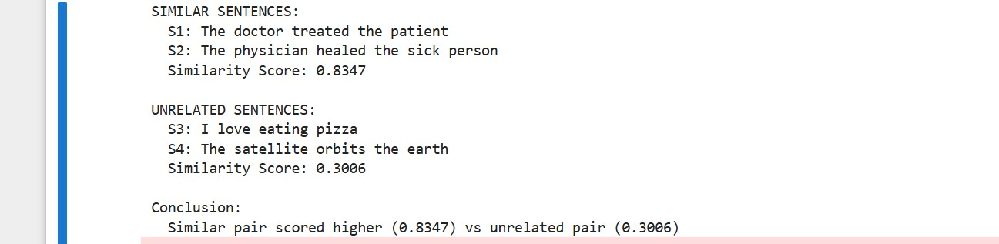 SIMILAR SENTENCES:
S1: The doctor treated the patient
S2: The physician healed the sick person
Similarity Score: 0.8347
UNRELATED SENTENCES:
S3: I love eating pizza
S4: The satellite orbits the earth
Similarity Score: 0.3006
Conclusion:
Similar pair scored higher (0.8347) vs unrelated pair (0.3006)